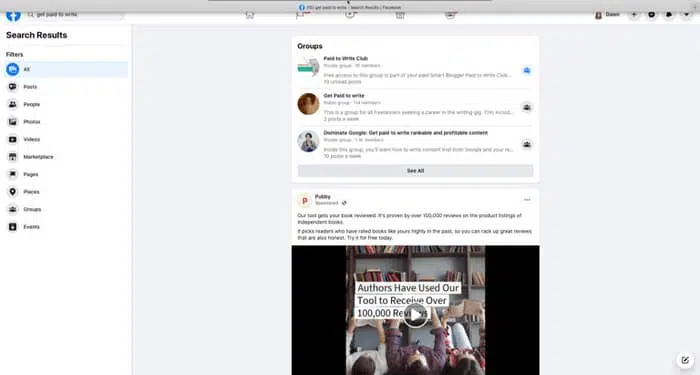 (10) get paid to write - Search Results | Facebook
get paid to write
Dawn
Search Results
Filters
All
Posts
People
Photos
Videos
Marketplace
Pages
Places
Groups
Events
Groups
Paid to Write Club
Private group ·
members
Free access to this group is part of your paid Smart Blogger Paid to Write Club...
10 unread posts
Get Paid to write
Public group ·
members
This is a group for all freelancers seeking a career in the writing gig. This includ...
2 posts a week
Dominate Google: Get paid to write rankable and profitable content
Private group ·
members
Inside this group, you'll learn how to write content that both Google and your re...
10 posts a week
See All
Pubby
Sponsored ·
Our tool gets your book reviewed! It's proven by over 100,000 reviews on the product listings of
independent books.
It picks readers who have rated books like yours highly in the past, so you can rack up great reviews
that are also honest. Try it for free today.
Authors Have Used Our
Tool to Receive Over
100,000 Reviews